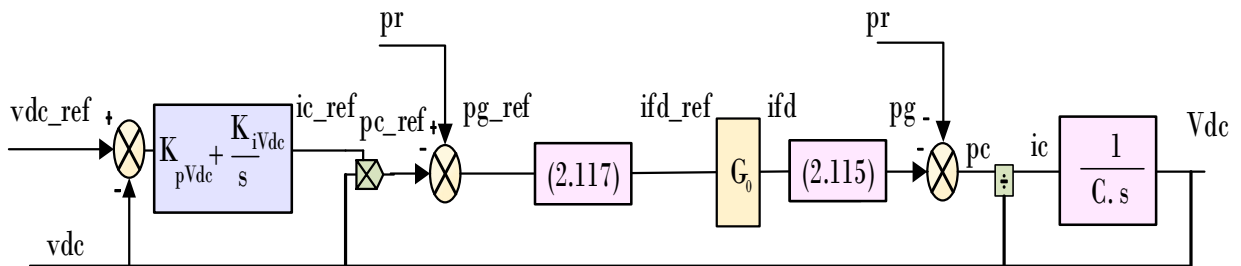 pr
pr
vdc_ref
+
-
K pVdc + K iVdc
s
ic_ref
pc_ref
+
-
pg_ref
(2.117)
ifd_ref
G0
ifd
(2.115)
pg
-
-
pc
÷
ic
1
C.s
Vdc
vdc